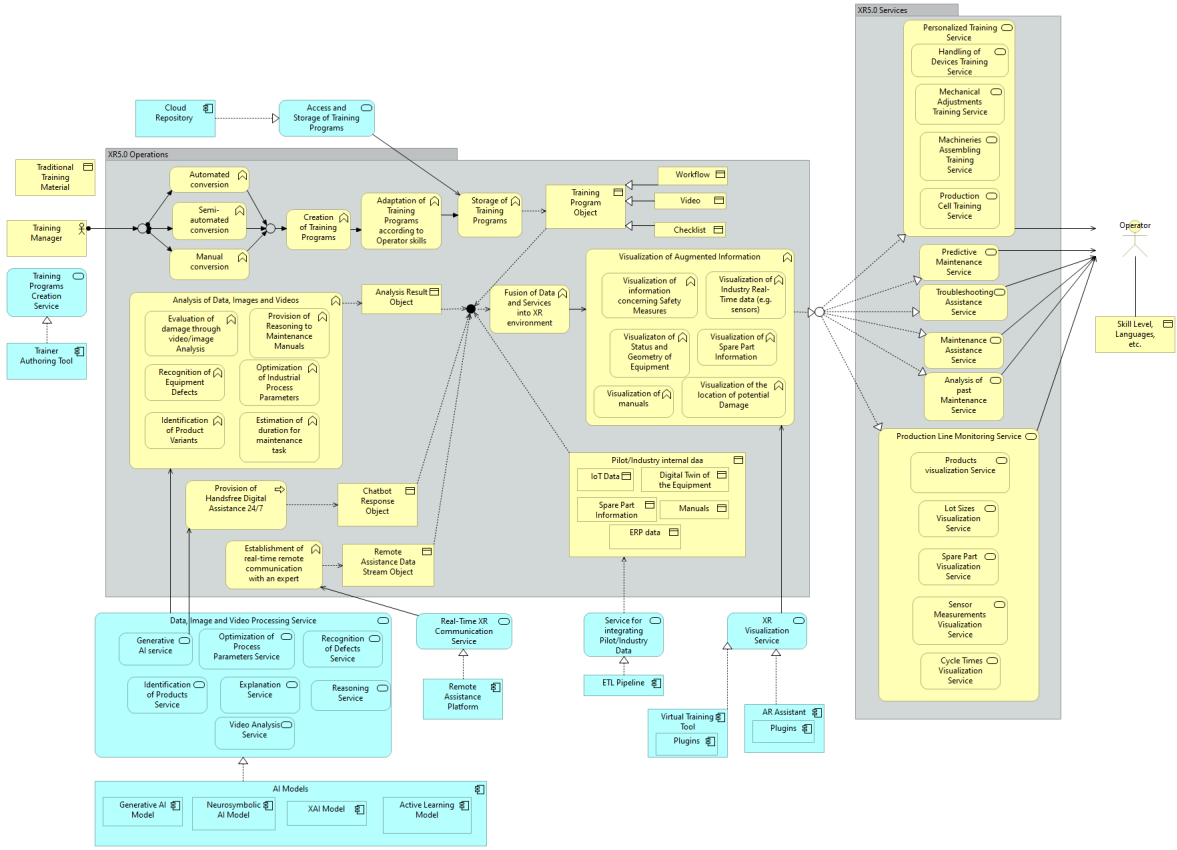 XR5.0 Services
Personalized Training
Service
Handling of
Devices Training
Service
Mechanical
Adjustments
Training Service
Machineries
Assembling
Training
Service
Production
Cell Training
Service
Predictive
Maintenance
Service
Troubleshooting
Assistance
Service
Maintenance
Assistance
Service
Analysis of
past
Maintenance
Service
Production Line Monitoring Service
Products
visualization Service
Lot Sizes
Visualization
Service
Spare Part
Visualization
Service
Sensor
Measurements
Visualization
Service
Cycle Times
Visualization
Service
Operator
Skill Level,
Languages,
etc.
Cloud
Repository
Access and
Storage of Training
Programs
XR5.0 Operations
Traditional
Training
Material
Training
Manager
Training
Programs
Creation
Service
Trainer
Authoring Tool
Automated
conversion
Semi-
automated
conversion
Manual
conversion
Creation
of Training
Programs
Adaptation of
Training
Programs
according to
Operator skills
Storage of
Training
Programs
Training
Program
Object
Workflow
Video
Checklist
Analysis of Data, Images and Videos
Evaluation of
damage through
video/image
Analysis
Provision of
Reasoning to
Maintenance
Manuals
Recognition of
Equipment
Defects
Optimization
of Industrial
Process
Parameters
Identification
of Product
Variants
Estimation of
duration for
maintenance
task
Analysis Result
Object
Fusion of Data
and Services
into XR
environment
Visualization of Augmented Information
Visualization of
information
concerning Safety
Measures
Visualization of
Industry Real-
Time data (e.g.
sensors)
Visualizaton of
Status and
Geometry of
Equipment
Visualization of
Spare Part
Information
Visualization of
manuals
Visualization of the
location of potential
Damage
Provision of
Handsfree Digital
Assistance 24/7
Chatbot
Response
Object
Establishment of
real-time remote
communication
with an expert
Remote
Assistance Data
Stream Object
Pilot/Industry internal daa
IoT Data
Digital Twin of
the Equipment
Spare Part
Information
Manuals
ERP data
Data, Image and Video Processing Service
Generative
AI service
Optimization of
Process
Parameters Service
Recognition
of Defects
Service
Identification
of Products
Service
Explanation
Service
Reasoning
Service
Video Analysis
Service
Real-Time XR
Communication
Service
Remote
Assistance
Platform
Service for
integrating
Pilot/Industry
Data
ETL Pipeline
XR
Visualization
Service
Virtual Training
Tool
Plugins
AR Assistant
Plugins
AI Models
Generative AI
Model
Neurosymbolic
AI Model
XAI Model
Active Learning
Model